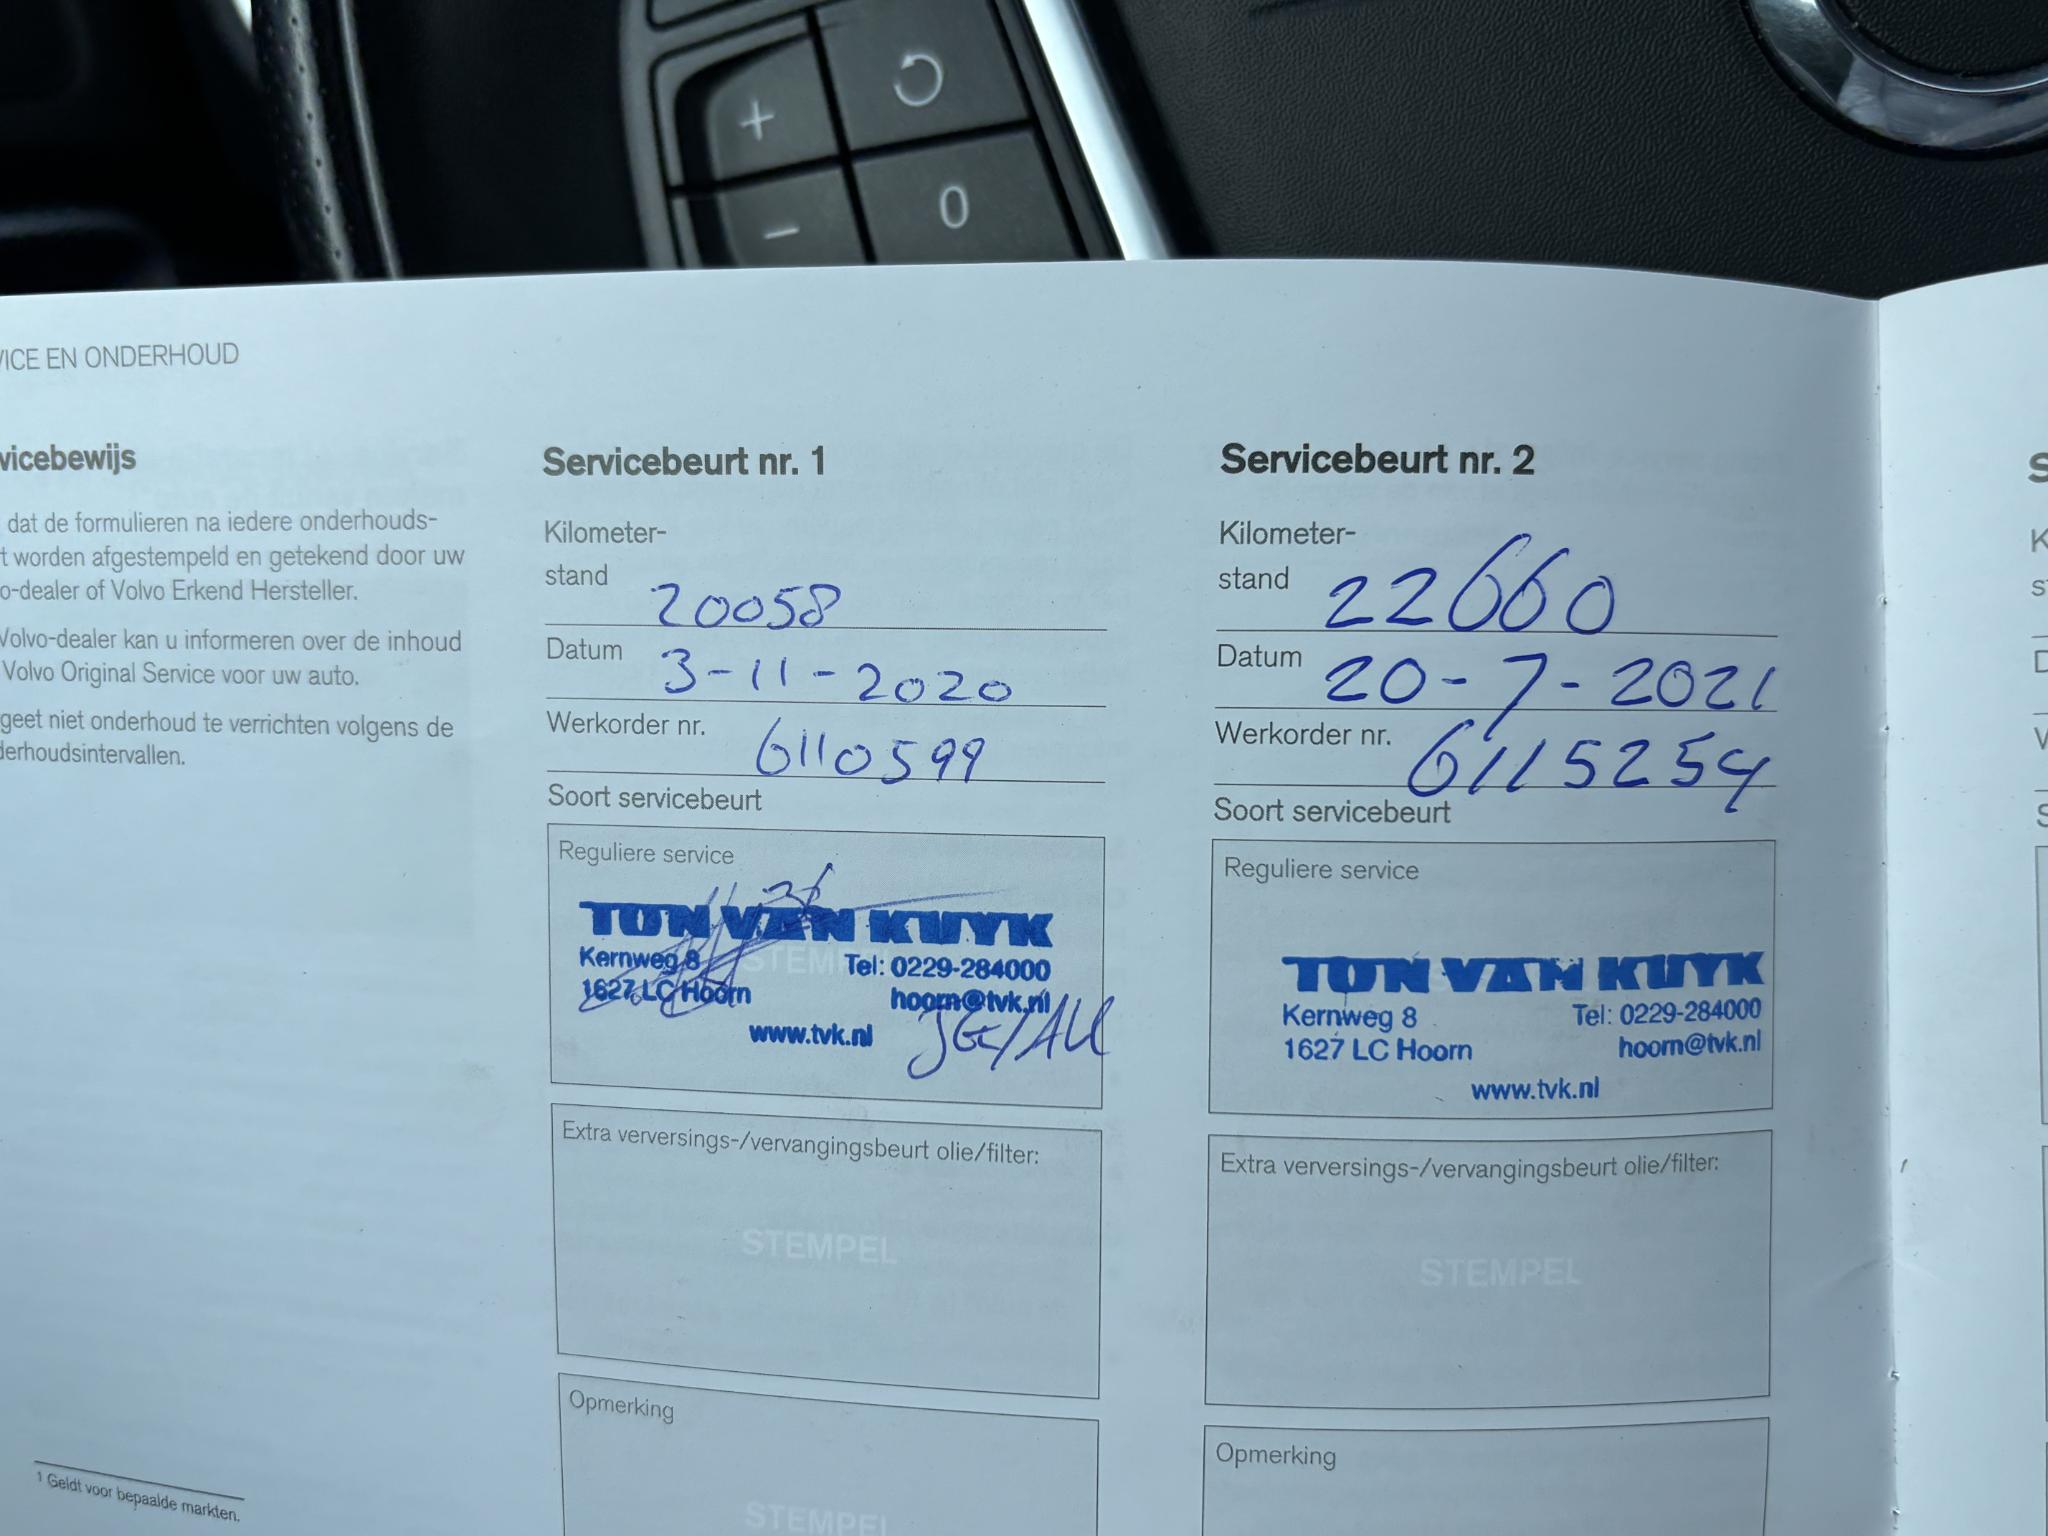 +
−
0
VICE EN ONDERHOUD
vicebewijs
dat de formulieren na iedere onderhouds-
t worden afgestempeld en getekend door uw
o-dealer of Volvo Erkend Hersteller.
Volvo-dealer kan u informeren over de inhoud
Volvo Original Service voor uw auto.
geet niet onderhoud te verrichten volgens de
derhoudsintervallen.
1 Geldt voor bepaalde markten.
Servicebeurt nr. 1
Kilometer-
stand 20058
Datum 3-11-2020
Werkorder nr. 6110599
Soort servicebeurt
Reguliere service
STEMPEL
TON VAN KUYK
Kernweg 8 Tel: 0229-284000
1627 LC Hoorn hoorn@tvk.nl
www.tvk.nl
Extra verversings-/vervangingsbeurt olie/filter:
STEMPEL
Opmerking
STEMPEL
Servicebeurt nr. 2
Kilometer-
stand 22660
Datum 20-7-2021
Werkorder nr. 6115254
Soort servicebeurt
Reguliere service
TON VAN KUYK
Kernweg 8 Tel: 0229-284000
1627 LC Hoorn hoorn@tvk.nl
www.tvk.nl
Extra verversings-/vervangingsbeurt olie/filter:
STEMPEL
Opmerking